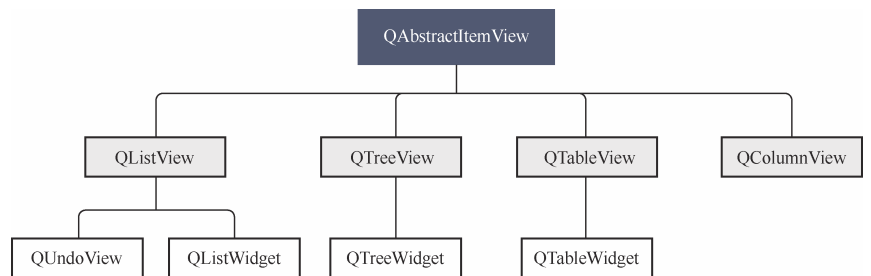 QAbstractItemView
QListView
QTreeView
QTableView
QColumnView
QUndoView
QListWidget
QTreeWidget
QTableWidget